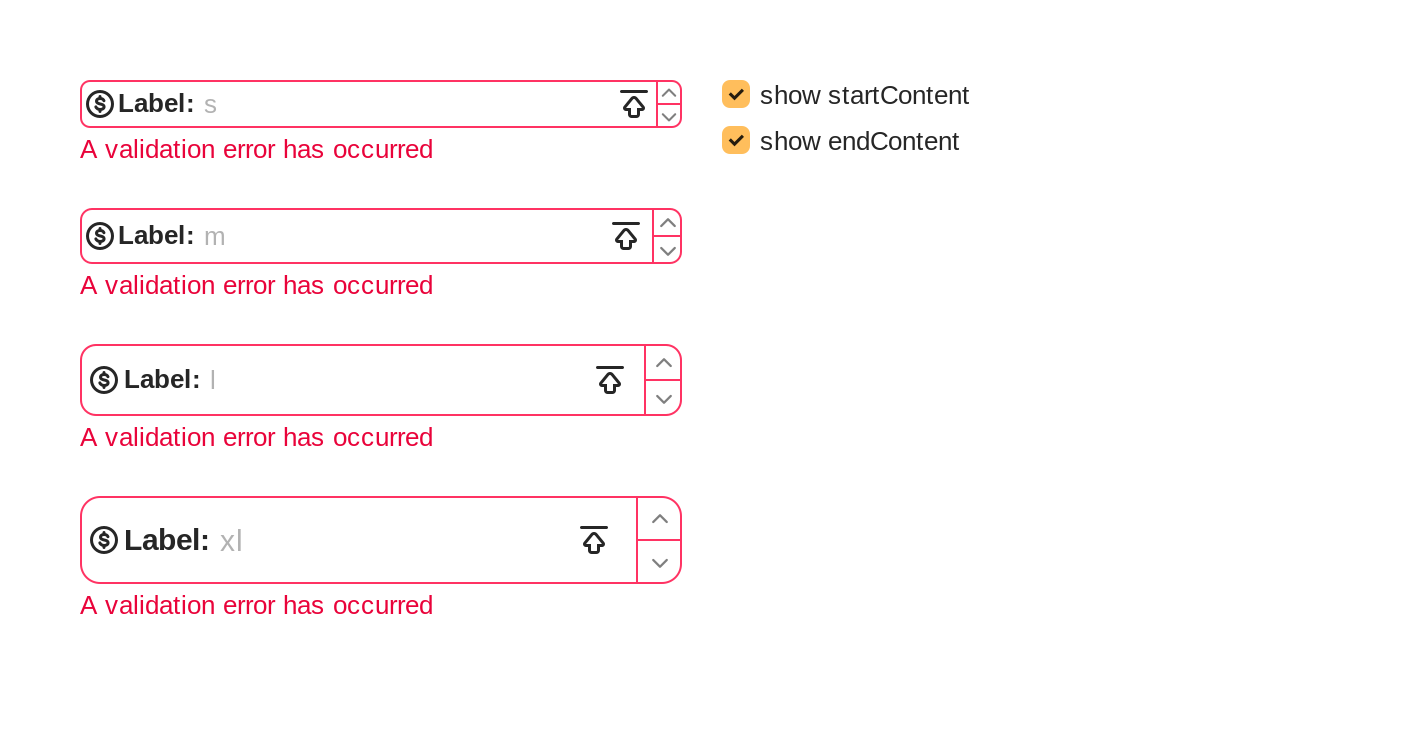 Label: s
A validation error has occurred
Label: m
A validation error has occurred
Label: l
A validation error has occurred
Label: xl
A validation error has occurred
show startContent
show endContent